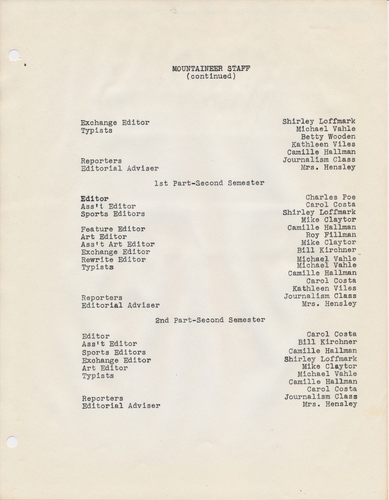 MOUNTAINEER STAFF
(continued)
Exchange Editor Shirley Loffmark
Typists Michael Vahle
Betty Wooden
Kathleen Viles
Camille Hallman
Reporters Journalism Class
Editorial Adviser Mrs. Hensley
1st Part-Second Semester
Editor Charles Poe
Ass't Editor Carol Costa
Sports Editors Shirley Loffmark
Mike Claytor
Feature Editor Camille Hallman
Art Editor Roy Fillman
Ass't Art Editor Mike Claytor
Exchange Editor Bill Kirchner
Rewrite Editor Michael Vahle
Typists Michael Vahle
Camille Hallman
Carol Costa
Kathleen Viles
Reporters Journalism Class
Editorial Adviser Mrs. Hensley
2nd Part-Second Semester
Editor Carol Costa
Ass't Editor Bill Kirchner
Sports Editors Camille Hallman
Exchange Editor Shirley Loffmark
Art Editor Mike Claytor
Typists Michael Vahle
Camille Hallman
Carol Costa
Reporters Journalism Class
Editorial Adviser Mrs. Hensley